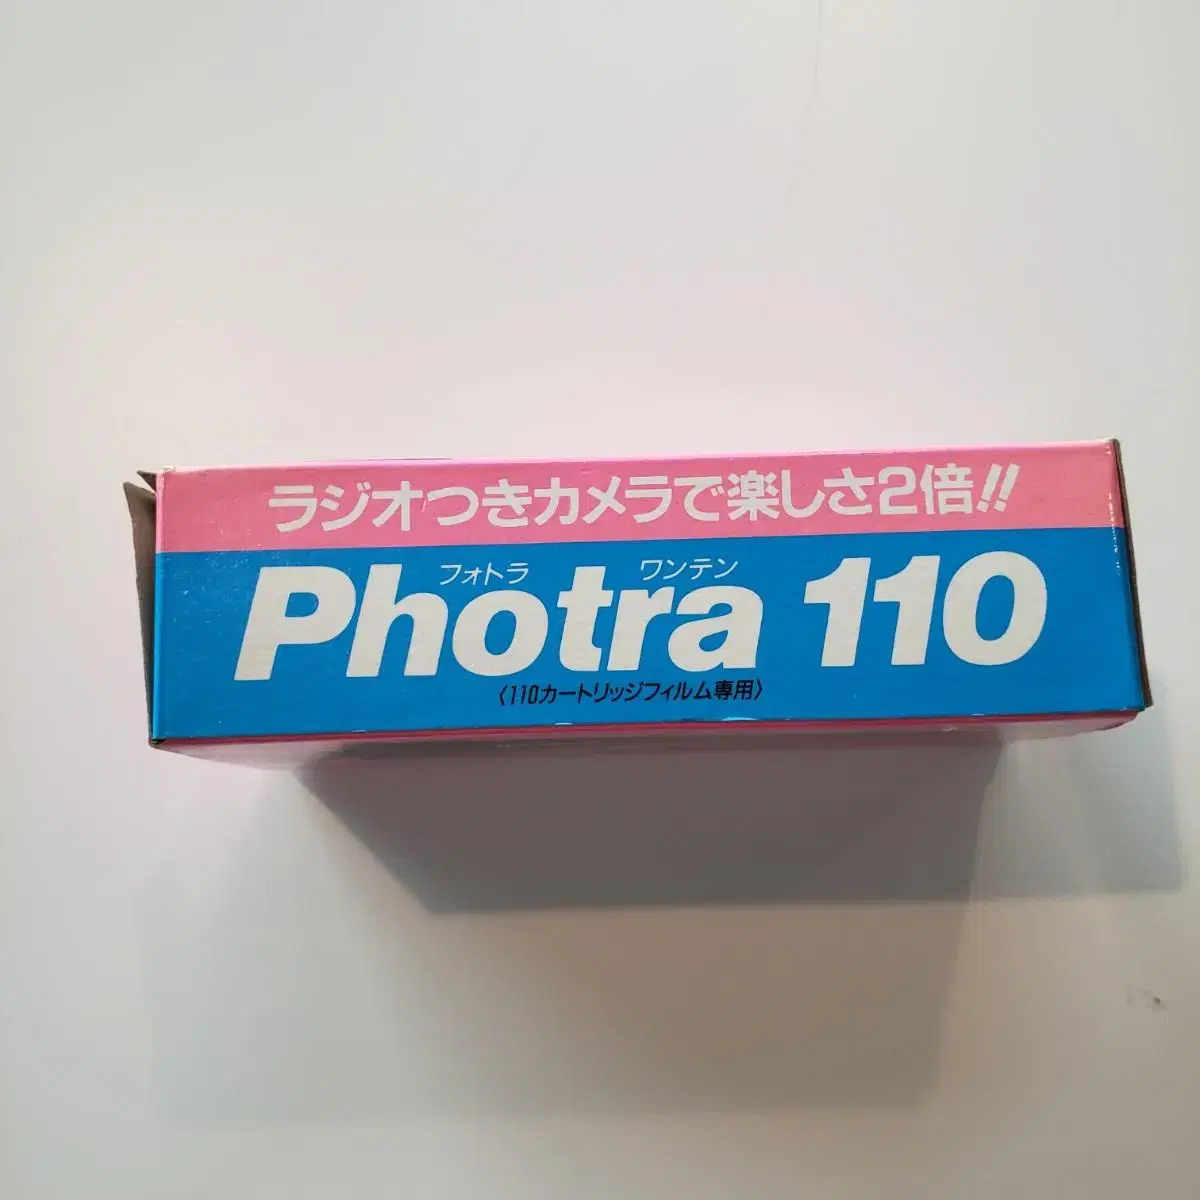 ラジオつきカメラで楽しさ2倍!!
フォトラ ワンテン
Photra 110
〈110カートリッジフィルム専用〉